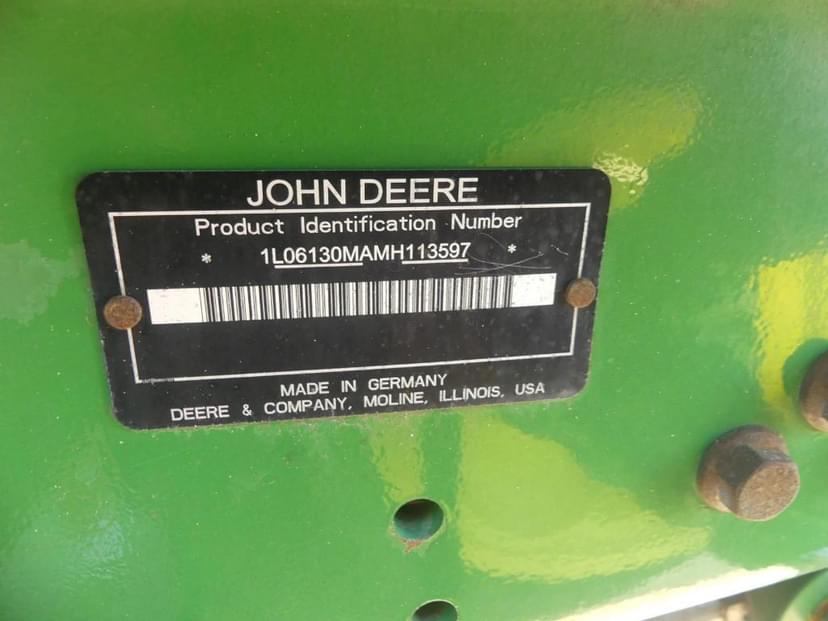 JOHN DEERE
Product Identification Number
* 1L06130MAMH113597 *
MADE IN GERMANY
DEERE & COMPANY, MOLINE, ILLINOIS, USA